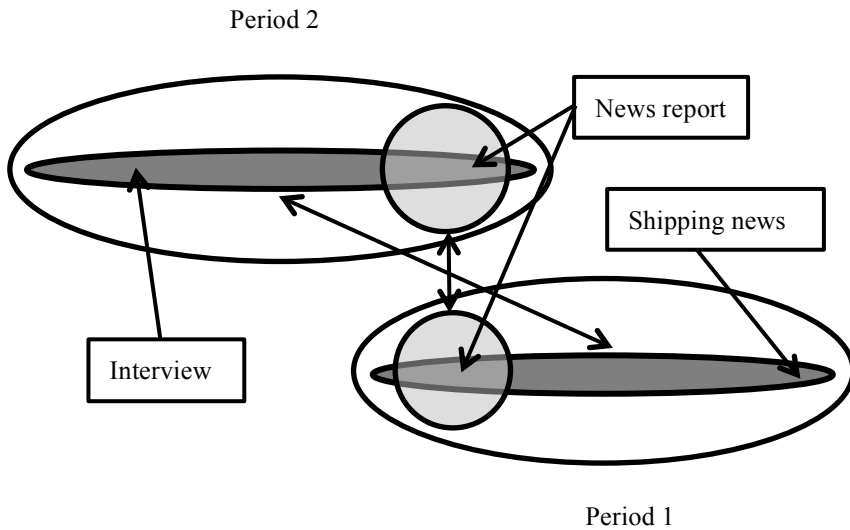 Period 2
News report
Shipping news
Interview
Period 1